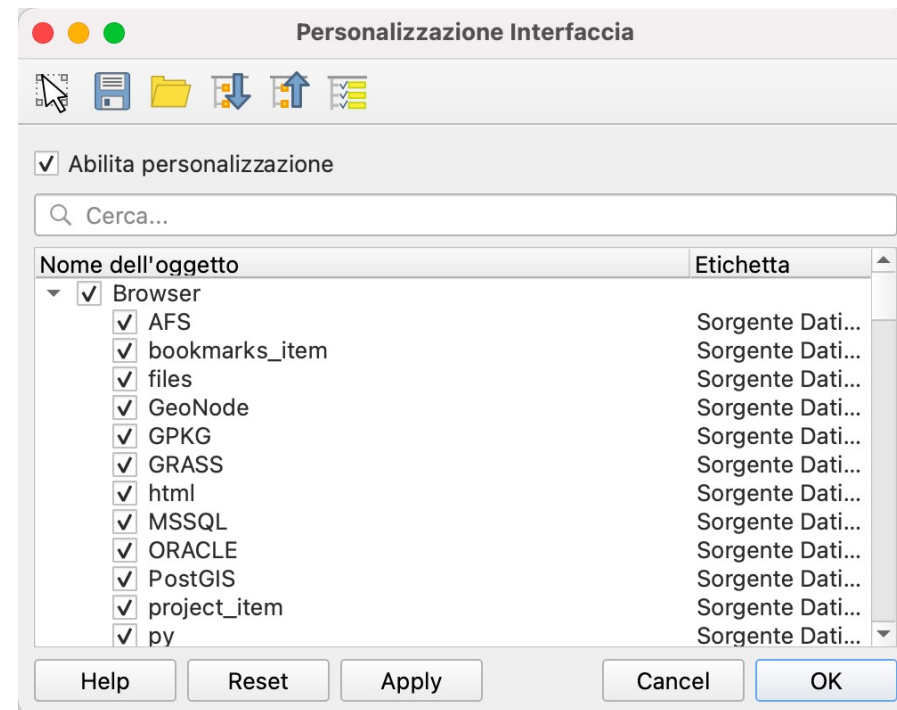 Personalizzazione Interfaccia
Abilita personalizzazione
Cerca...
Nome dell'oggetto Etichetta
Browser
AFS Sorgente Dati...
bookmarks_item Sorgente Dati...
files Sorgente Dati...
GeoNode Sorgente Dati...
GPKG Sorgente Dati...
GRASS Sorgente Dati...
html Sorgente Dati...
MSSQL Sorgente Dati...
ORACLE Sorgente Dati...
PostGIS Sorgente Dati...
project_item Sorgente Dati...
py Sorgente Dati...
Help Reset Apply Cancel OK